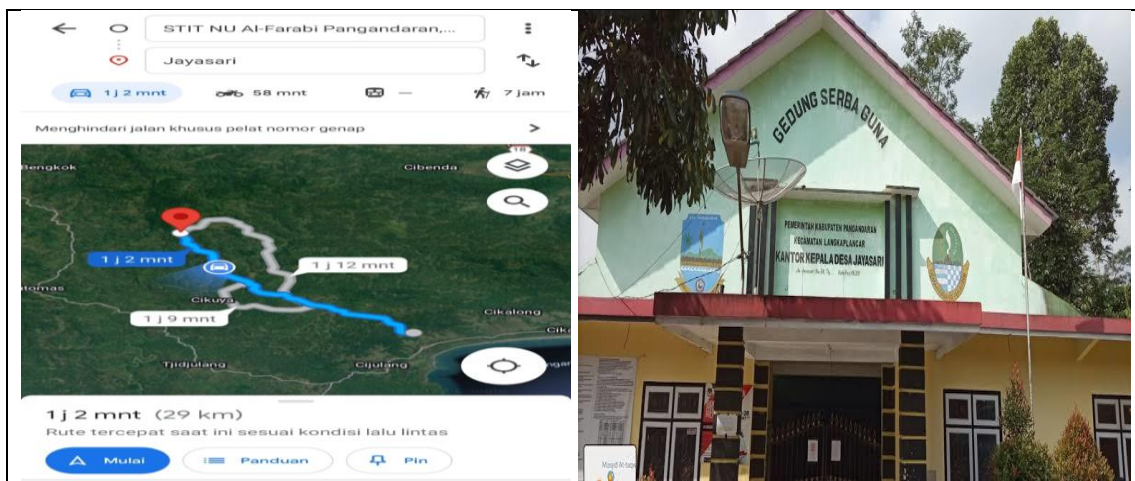 STIT NU Al-Farabi Pangandaran,...
Jayasari
1 j 2 mnt
58 mnt
—
7 jam
Menghindari jalan khusus pelat nomor genap
18
Bengkok
Cibenda
1 j 2 mnt
1 j 12 mnt
tomas
Cikuya
1 j 9 mnt
Cikalong
Cika
Tjidjulang
Cijulang
1 j 2 mnt (29 km)
Rute tercepat saat ini sesuai kondisi lalu lintas
Mulai
Panduan
Pin
GEDUNG SERBA GUNA
PEMERINTAH KABUPATEN PANGANDARAN
KECAMATAN LANGKAPLANCAR
KANTOR KEPALA DESA JAYASARI